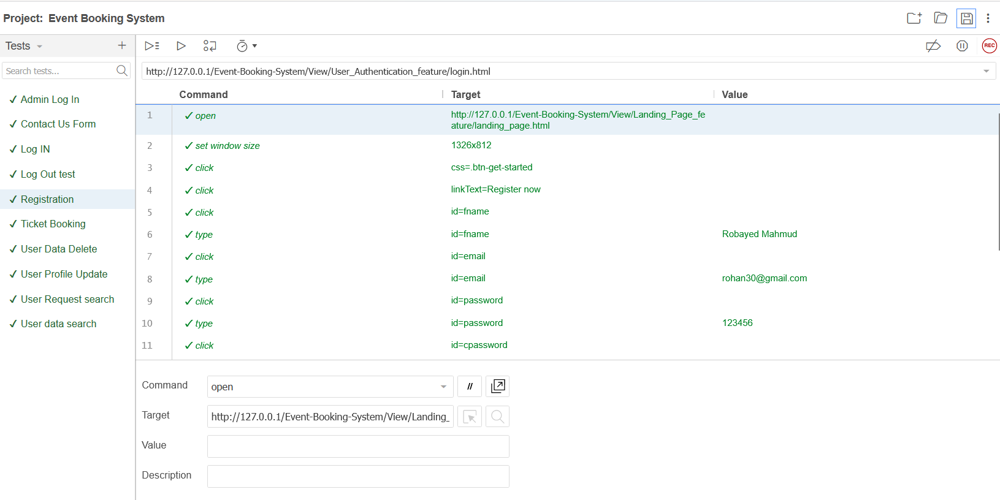 Project: Event Booking System
Tests
Search tests...
✓ Admin Log In
✓ Contact Us Form
✓ Log IN
✓ Log Out test
✓ Registration
✓ Ticket Booking
✓ User Data Delete
✓ User Profile Update
✓ User Request search
✓ User data search
REC
http://127.0.0.1/Event-Booking-System/View/User_Authentication_feature/login.html
Command Target Value
1 ✓ open http://127.0.0.1/Event-Booking-System/View/Landing_Page_fe
ature/landing_page.html
2 ✓ set window size 1326x812
3 ✓ click css=.btn-get-started
4 ✓ click linkText=Register now
5 ✓ click id=fname
6 ✓ type id=fname Robayed Mahmud
7 ✓ click id=email
8 ✓ type id=email rohan30@gmail.com
9 ✓ click id=password
10 ✓ type id=password 123456
11 ✓ click id=cpassword
Command open //
Target http://127.0.0.1/Event-Booking-System/View/Landing_
Value
Description